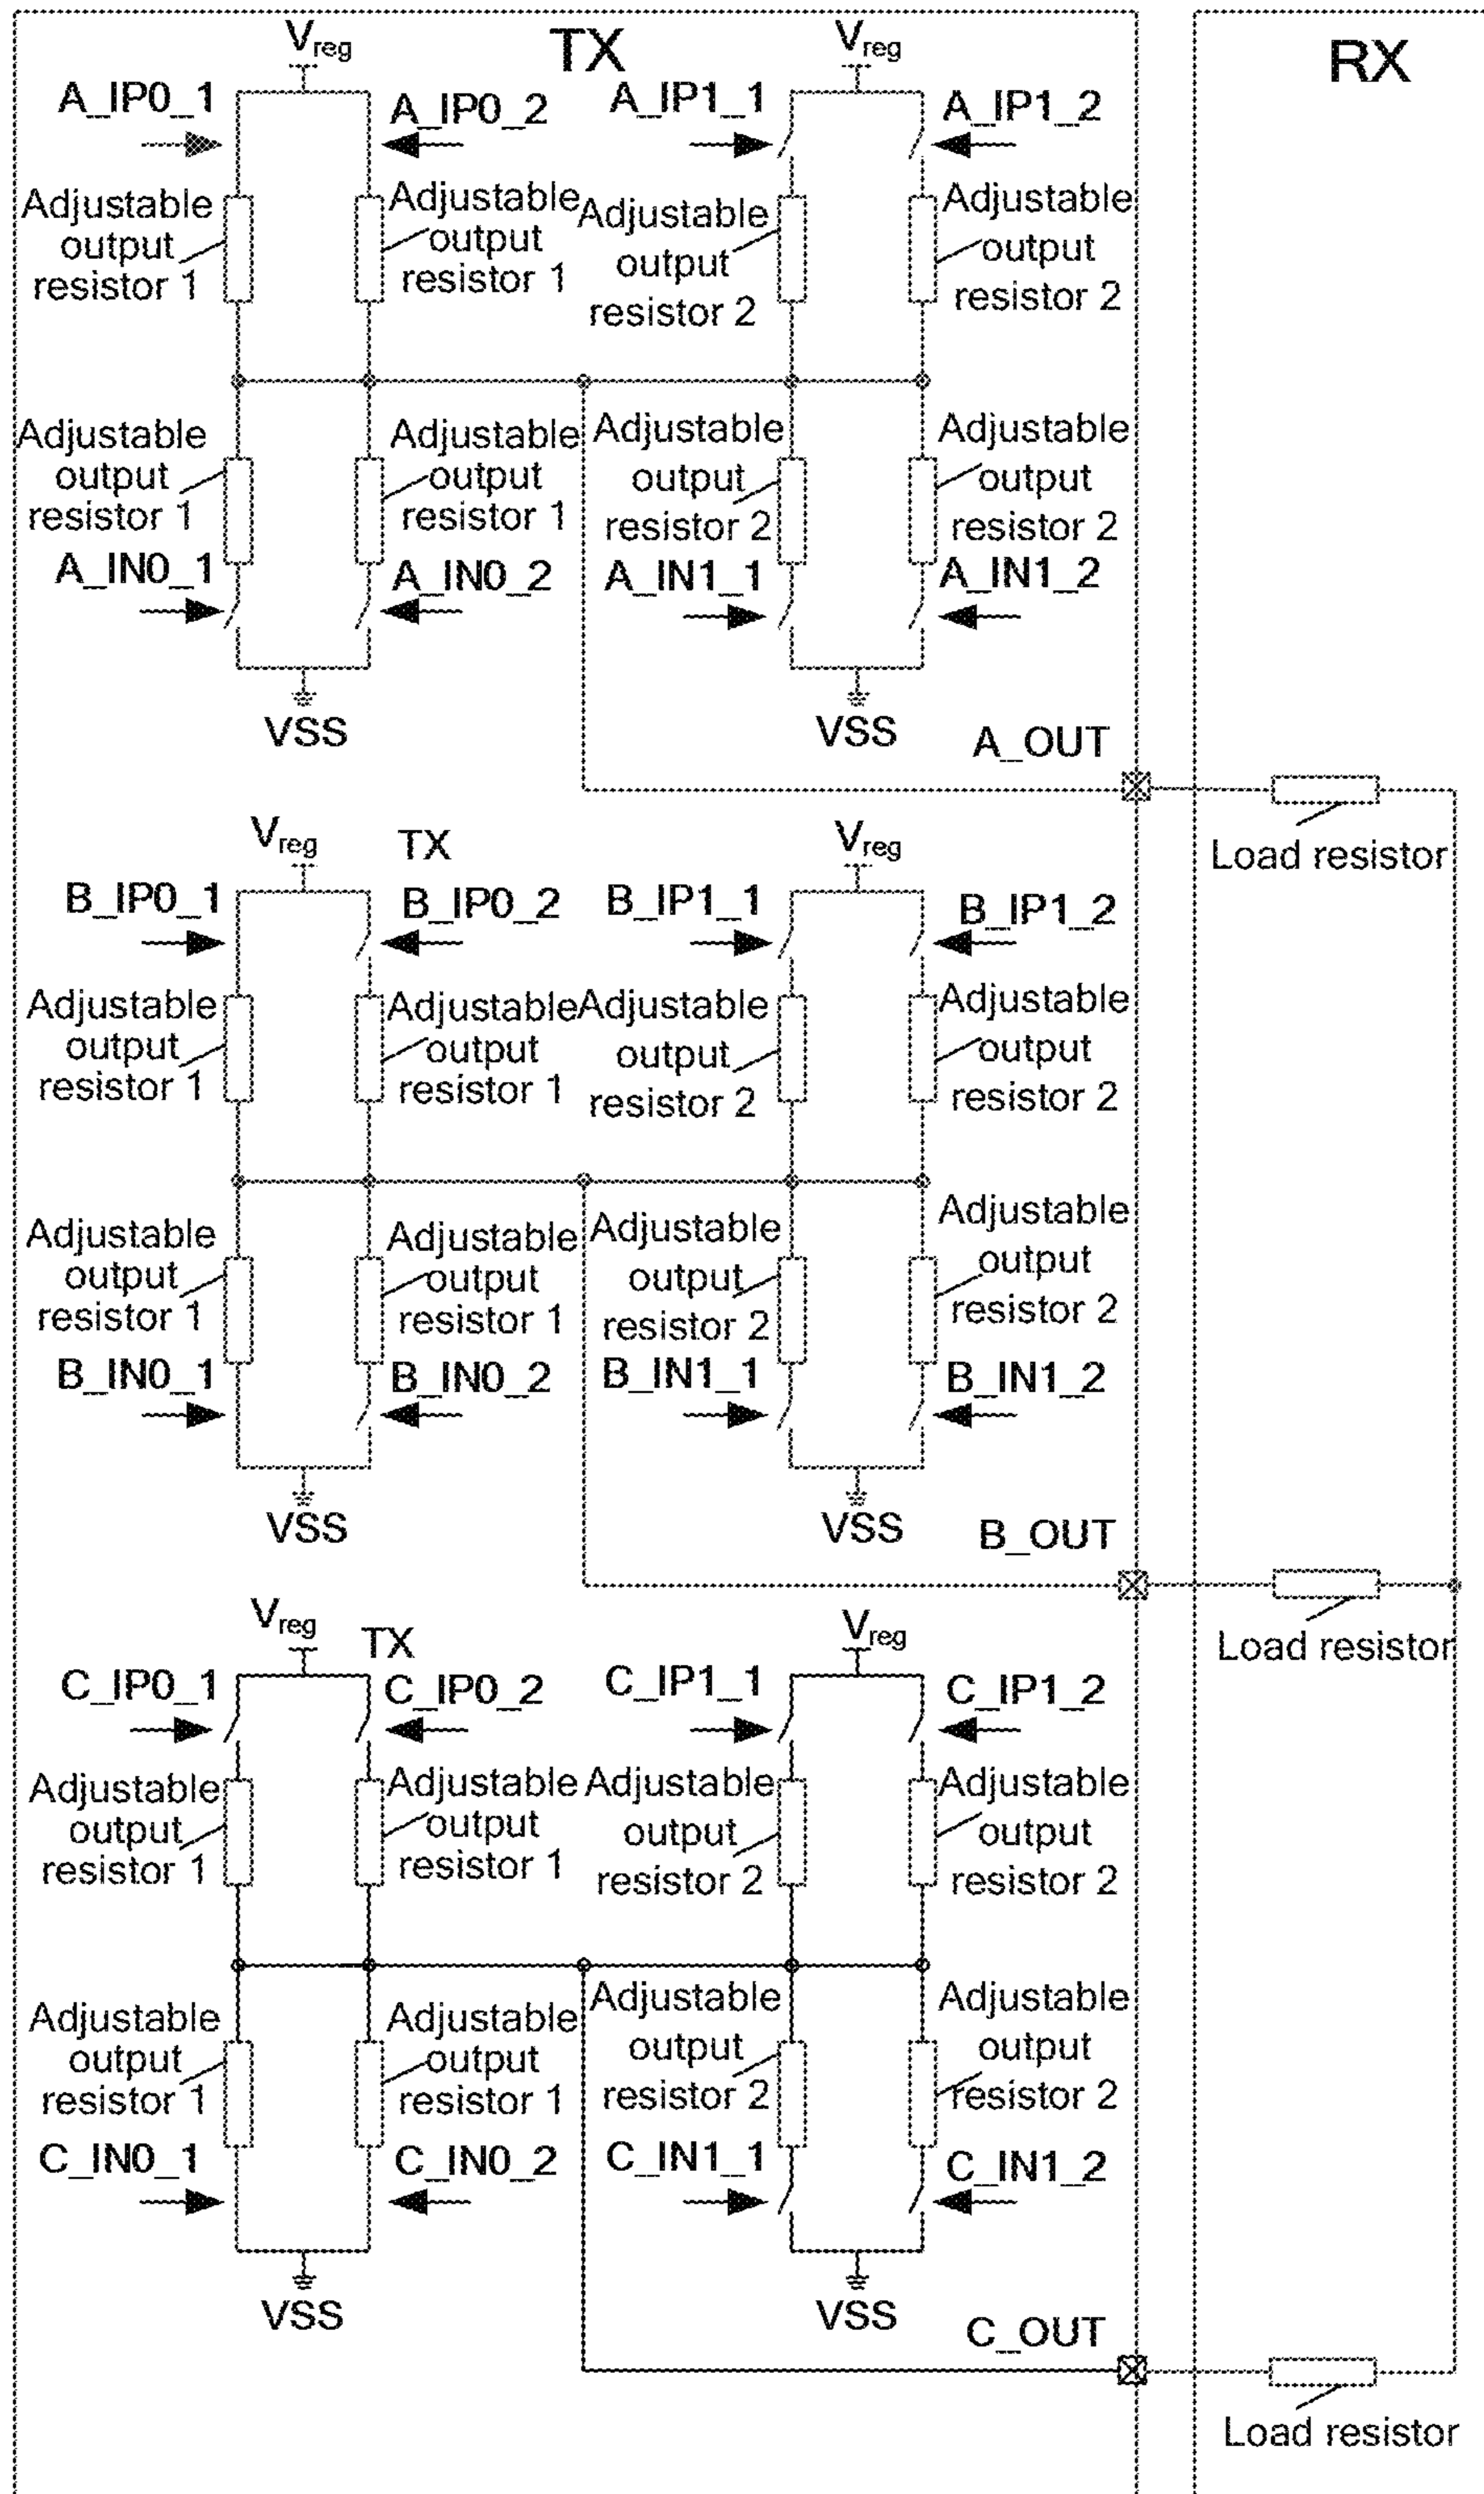 TX
RX
Vreg
Vreg
A_IP0_1
A_IP0_2
A_IP1_1
A_IP1_2
Adjustable
output
resistor 1
Adjustable
output
resistor 1
Adjustable
output
resistor 2
Adjustable
output
resistor 2
Adjustable
output
resistor 1
Adjustable
output
resistor 1
Adjustable
output
resistor 2
Adjustable
output
resistor 2
A_IN0_1
A_IN0_2
A_IN1_1
A_IN1_2
VSS
VSS
A_OUT
Load resistor
Vreg
TX
Vreg
B_IP0_1
B_IP0_2
B_IP1_1
B_IP1_2
Adjustable
output
resistor 1
Adjustable
output
resistor 1
Adjustable
output
resistor 2
Adjustable
output
resistor 2
Adjustable
output
resistor 1
Adjustable
output
resistor 1
Adjustable
output
resistor 2
Adjustable
output
resistor 2
B_IN0_1
B_IN0_2
B_IN1_1
B_IN1_2
VSS
VSS
B_OUT
Load resistor
Vreg
TX
Vreg
C_IP0_1
C_IP0_2
C_IP1_1
C_IP1_2
Adjustable
output
resistor 1
Adjustable
output
resistor 1
Adjustable
output
resistor 2
Adjustable
output
resistor 2
Adjustable
output
resistor 1
Adjustable
output
resistor 1
Adjustable
output
resistor 2
Adjustable
output
resistor 2
C_IN0_1
C_IN0_2
C_IN1_1
C_IN1_2
VSS
VSS
C_OUT
Load resistor